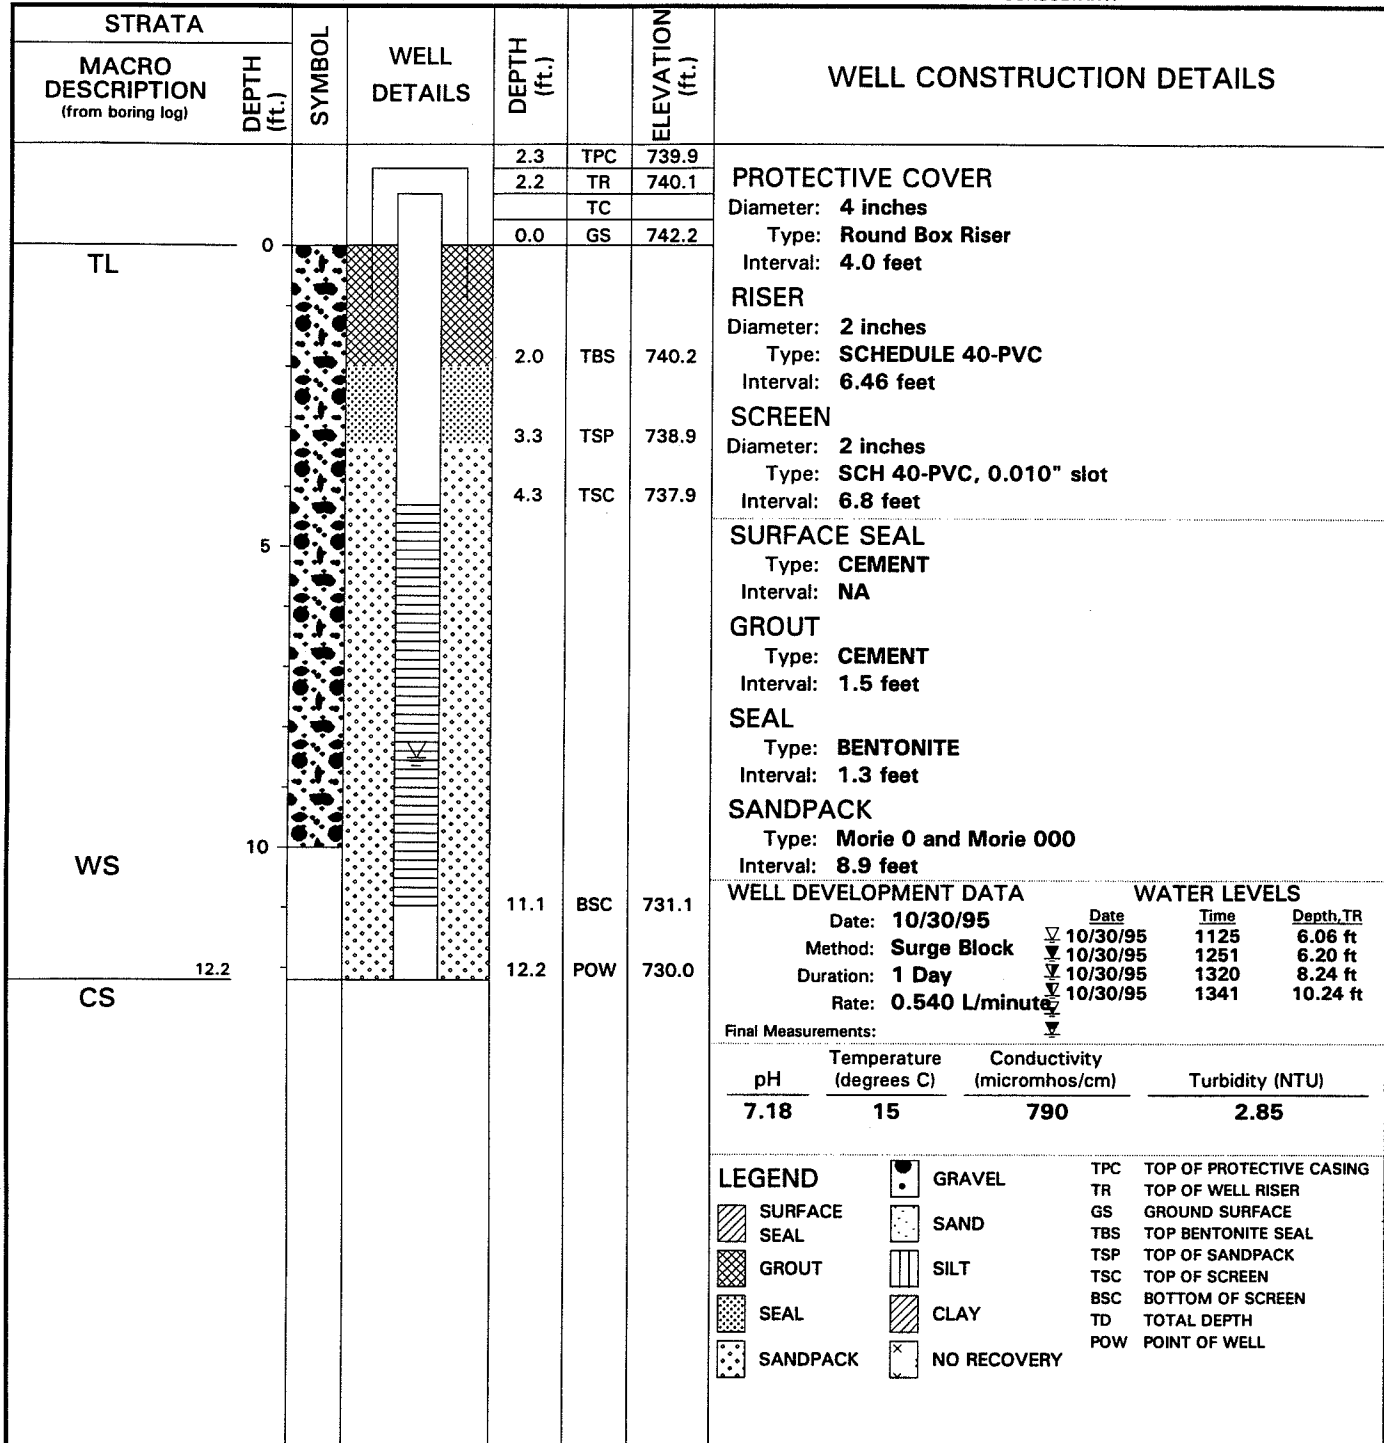 STRATA
MACRO DESCRIPTION
(from boring log)
DEPTH (ft.)
SYMBOL
WELL DETAILS
DEPTH (ft.)
ELEVATION (ft.)
WELL CONSTRUCTION DETAILS
2.3 TPC 739.9
2.2 TR 740.1
TC
0.0 GS 742.2
0
TL
2.0 TBS 740.2
3.3 TSP 738.9
4.3 TSC 737.9
5
10
WS
11.1 BSC 731.1
12.2
12.2 POW 730.0
CS
PROTECTIVE COVER
Diameter: 4 inches
Type: Round Box Riser
Interval: 4.0 feet
RISER
Diameter: 2 inches
Type: SCHEDULE 40-PVC
Interval: 6.46 feet
SCREEN
Diameter: 2 inches
Type: SCH 40-PVC, 0.010" slot
Interval: 6.8 feet
SURFACE SEAL
Type: CEMENT
Interval: NA
GROUT
Type: CEMENT
Interval: 1.5 feet
SEAL
Type: BENTONITE
Interval: 1.3 feet
SANDPACK
Type: Morie 0 and Morie 000
Interval: 8.9 feet
WELL DEVELOPMENT DATA
Date: 10/30/95
Method: Surge Block
Duration: 1 Day
Rate: 0.540 L/minute
Final Measurements:
WATER LEVELS
Date Time Depth,TR
10/30/95 1125 6.06 ft
10/30/95 1251 6.20 ft
10/30/95 1320 8.24 ft
10/30/95 1341 10.24 ft
pH Temperature (degrees C) Conductivity (micromhos/cm) Turbidity (NTU)
7.18 15 790 2.85
LEGEND
SURFACE SEAL
GROUT
SEAL
SANDPACK
GRAVEL
SAND
SILT
CLAY
NO RECOVERY
TPC TOP OF PROTECTIVE CASING
TR TOP OF WELL RISER
GS GROUND SURFACE
TBS TOP BENTONITE SEAL
TSP TOP OF SANDPACK
TSC TOP OF SCREEN
BSC BOTTOM OF SCREEN
TD TOTAL DEPTH
POW POINT OF WELL